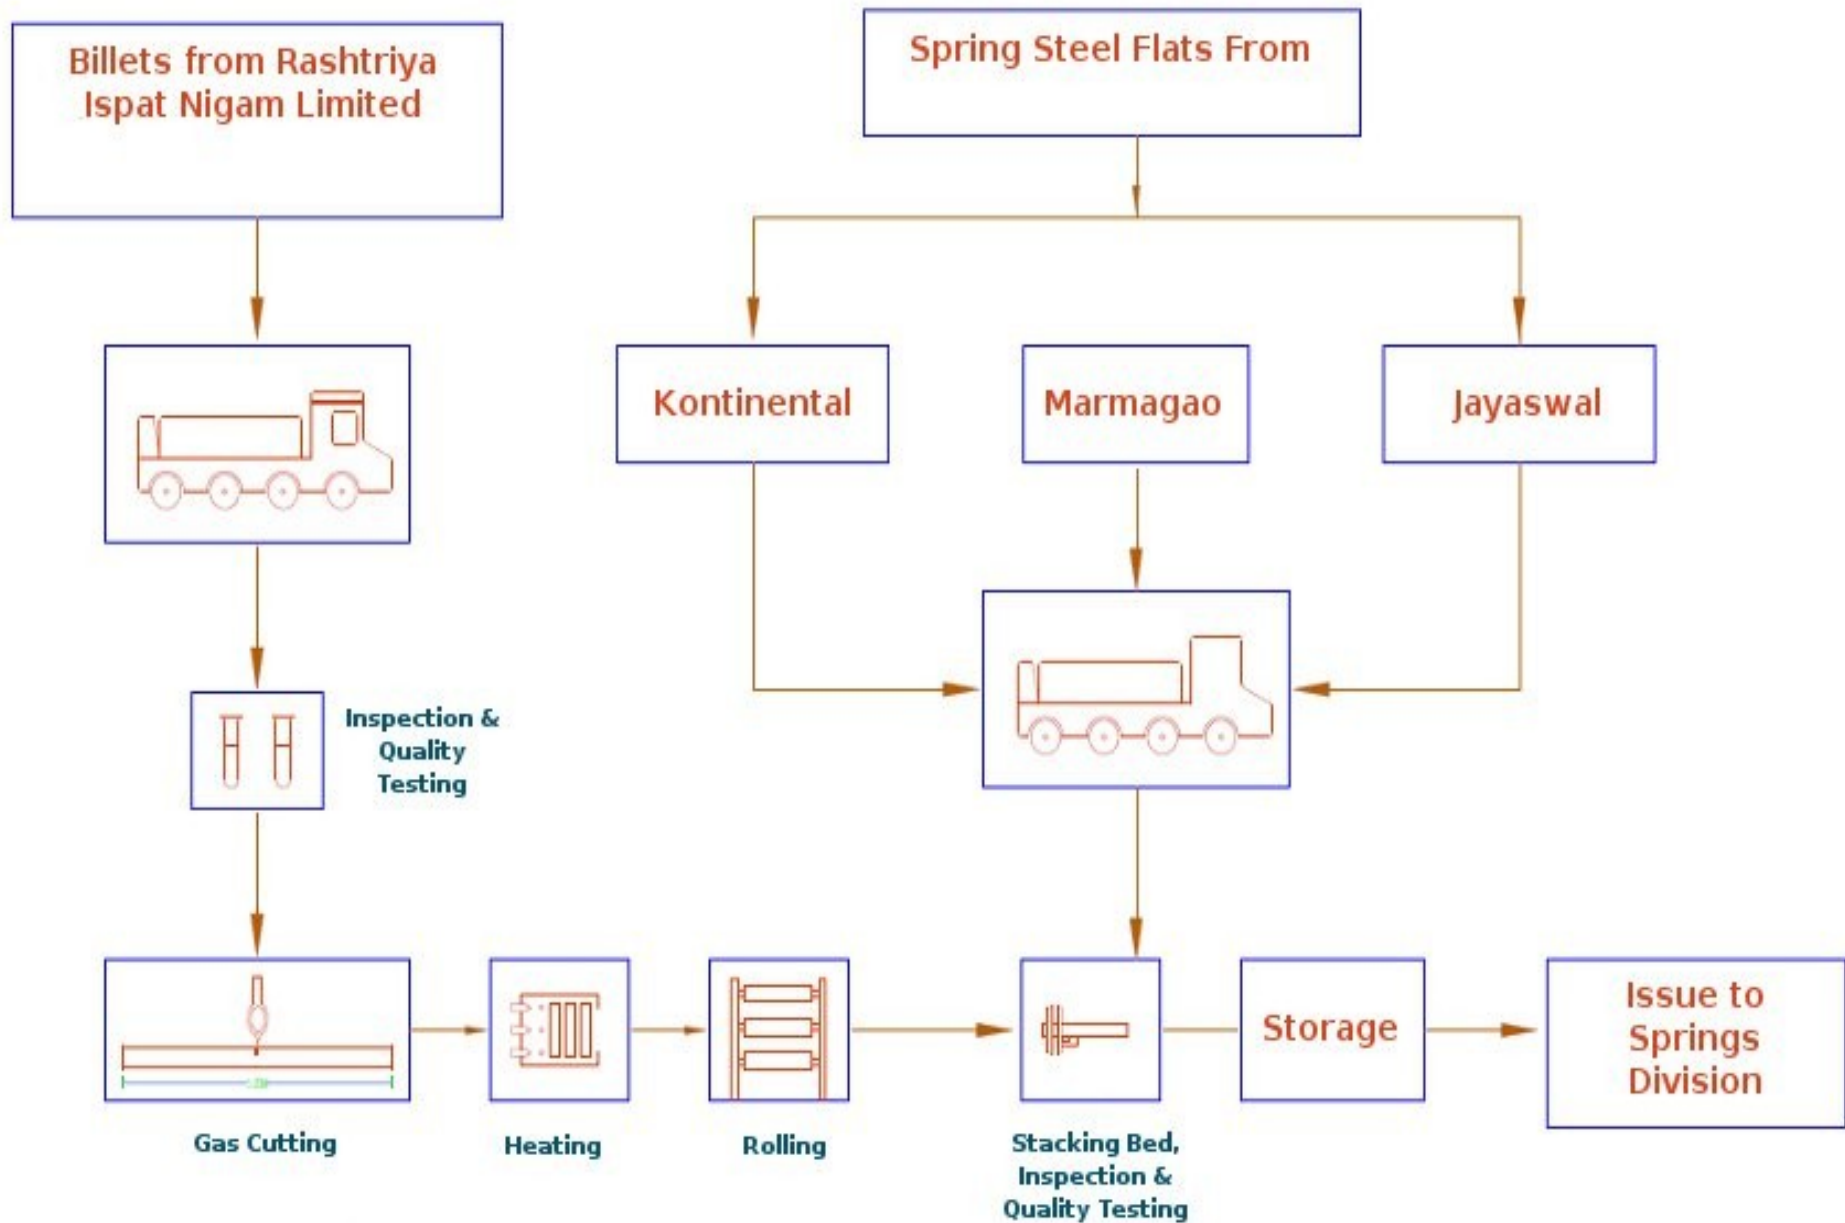 Billets from Rashtriya
Ispat Nigam Limited
Spring Steel Flats From
Kontinental
Marmagao
Jayaswal
Inspection &
Quality
Testing
Gas Cutting
Heating
Rolling
Stacking Bed,
Inspection &
Quality Testing
Storage
Issue to
Springs
Division